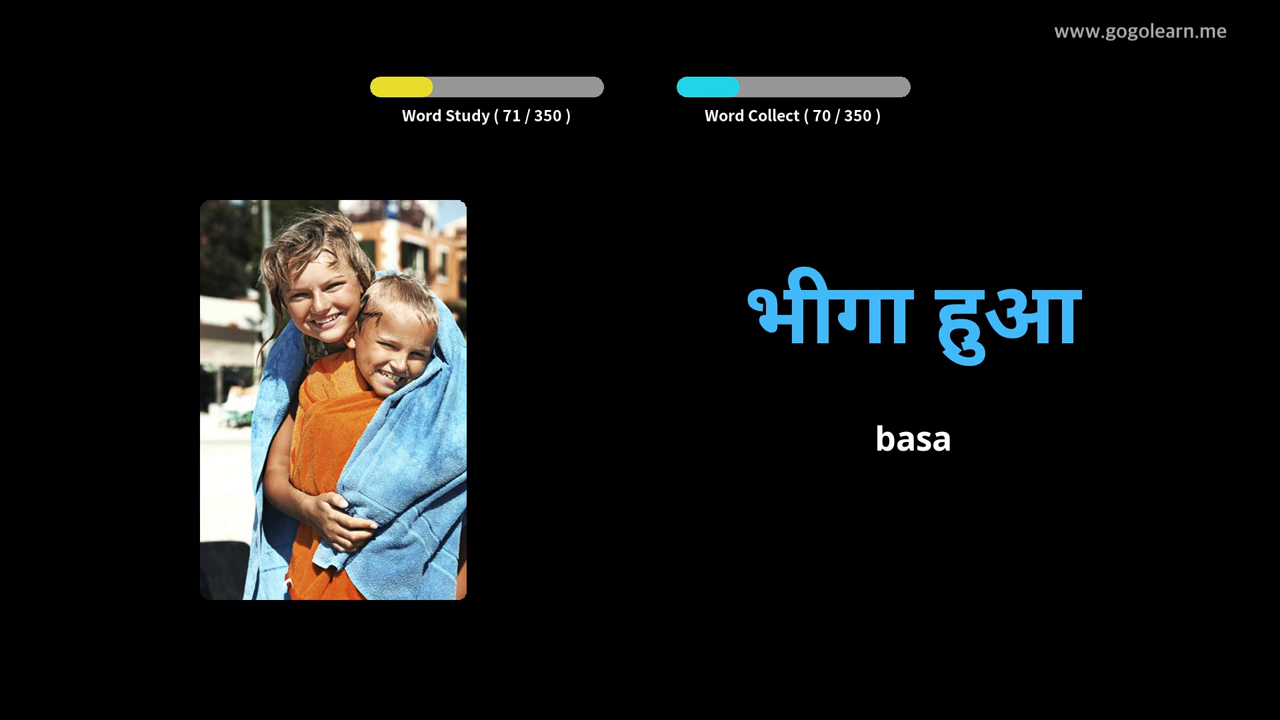 www.gogolearn.me
Word Study ( 71 / 350 )
Word Collect ( 70 / 350 )
भीगा हुआ
basa